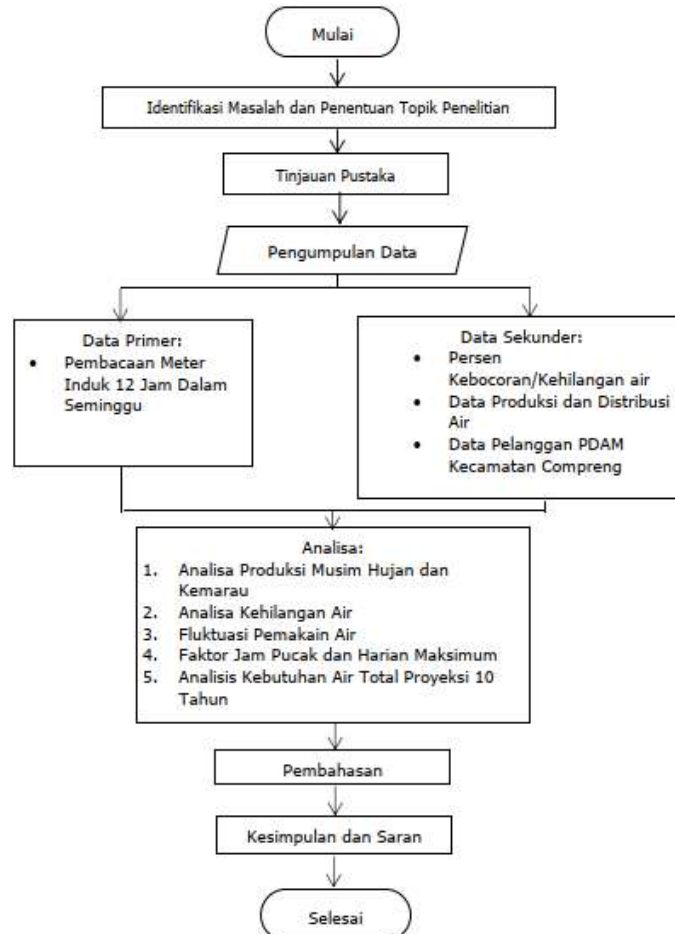 Mulai
Identifikasi Masalah dan Penentuan Topik Penelitian
Tinjauan Pustaka
Pengumpulan Data
Data Primer:
• Pembacaan Meter
Induk 12 Jam Dalam
Seminggu
Data Sekunder:
• Persen
Kebocoran/Kehilangan air
• Data Produksi dan Distribusi
Air
• Data Pelanggan PDAM
Kecamatan Compreng
Analisa:
1. Analisa Produksi Musim Hujan dan
Kemarau
2. Analisa Kehilangan Air
3. Fluktuasi Pemakain Air
4. Faktor Jam Pucak dan Harian Maksimum
5. Analisis Kebutuhan Air Total Proyeksi 10
Tahun
Pembahasan
Kesimpulan dan Saran
Selesai